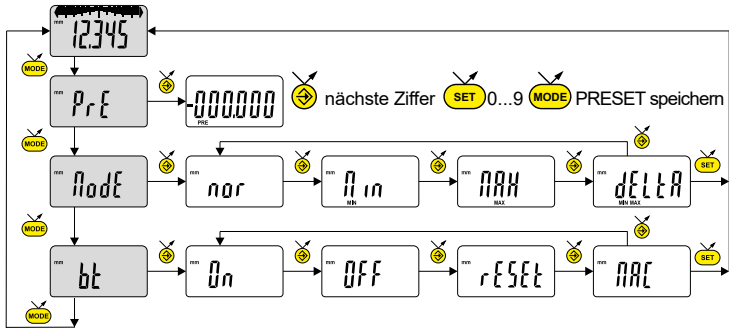 mm 12.345
MODE
mm PrE -000.000 PRE nächste Ziffer SET 0...9 MODE PRESET speichern
MODE
mm ModE mm nor mm Min MIN mm MAX MAX mm dELtA MIN MAX SET
MODE
mm bt mm On mm OFF mm rESEt mm MAC SET
MODE